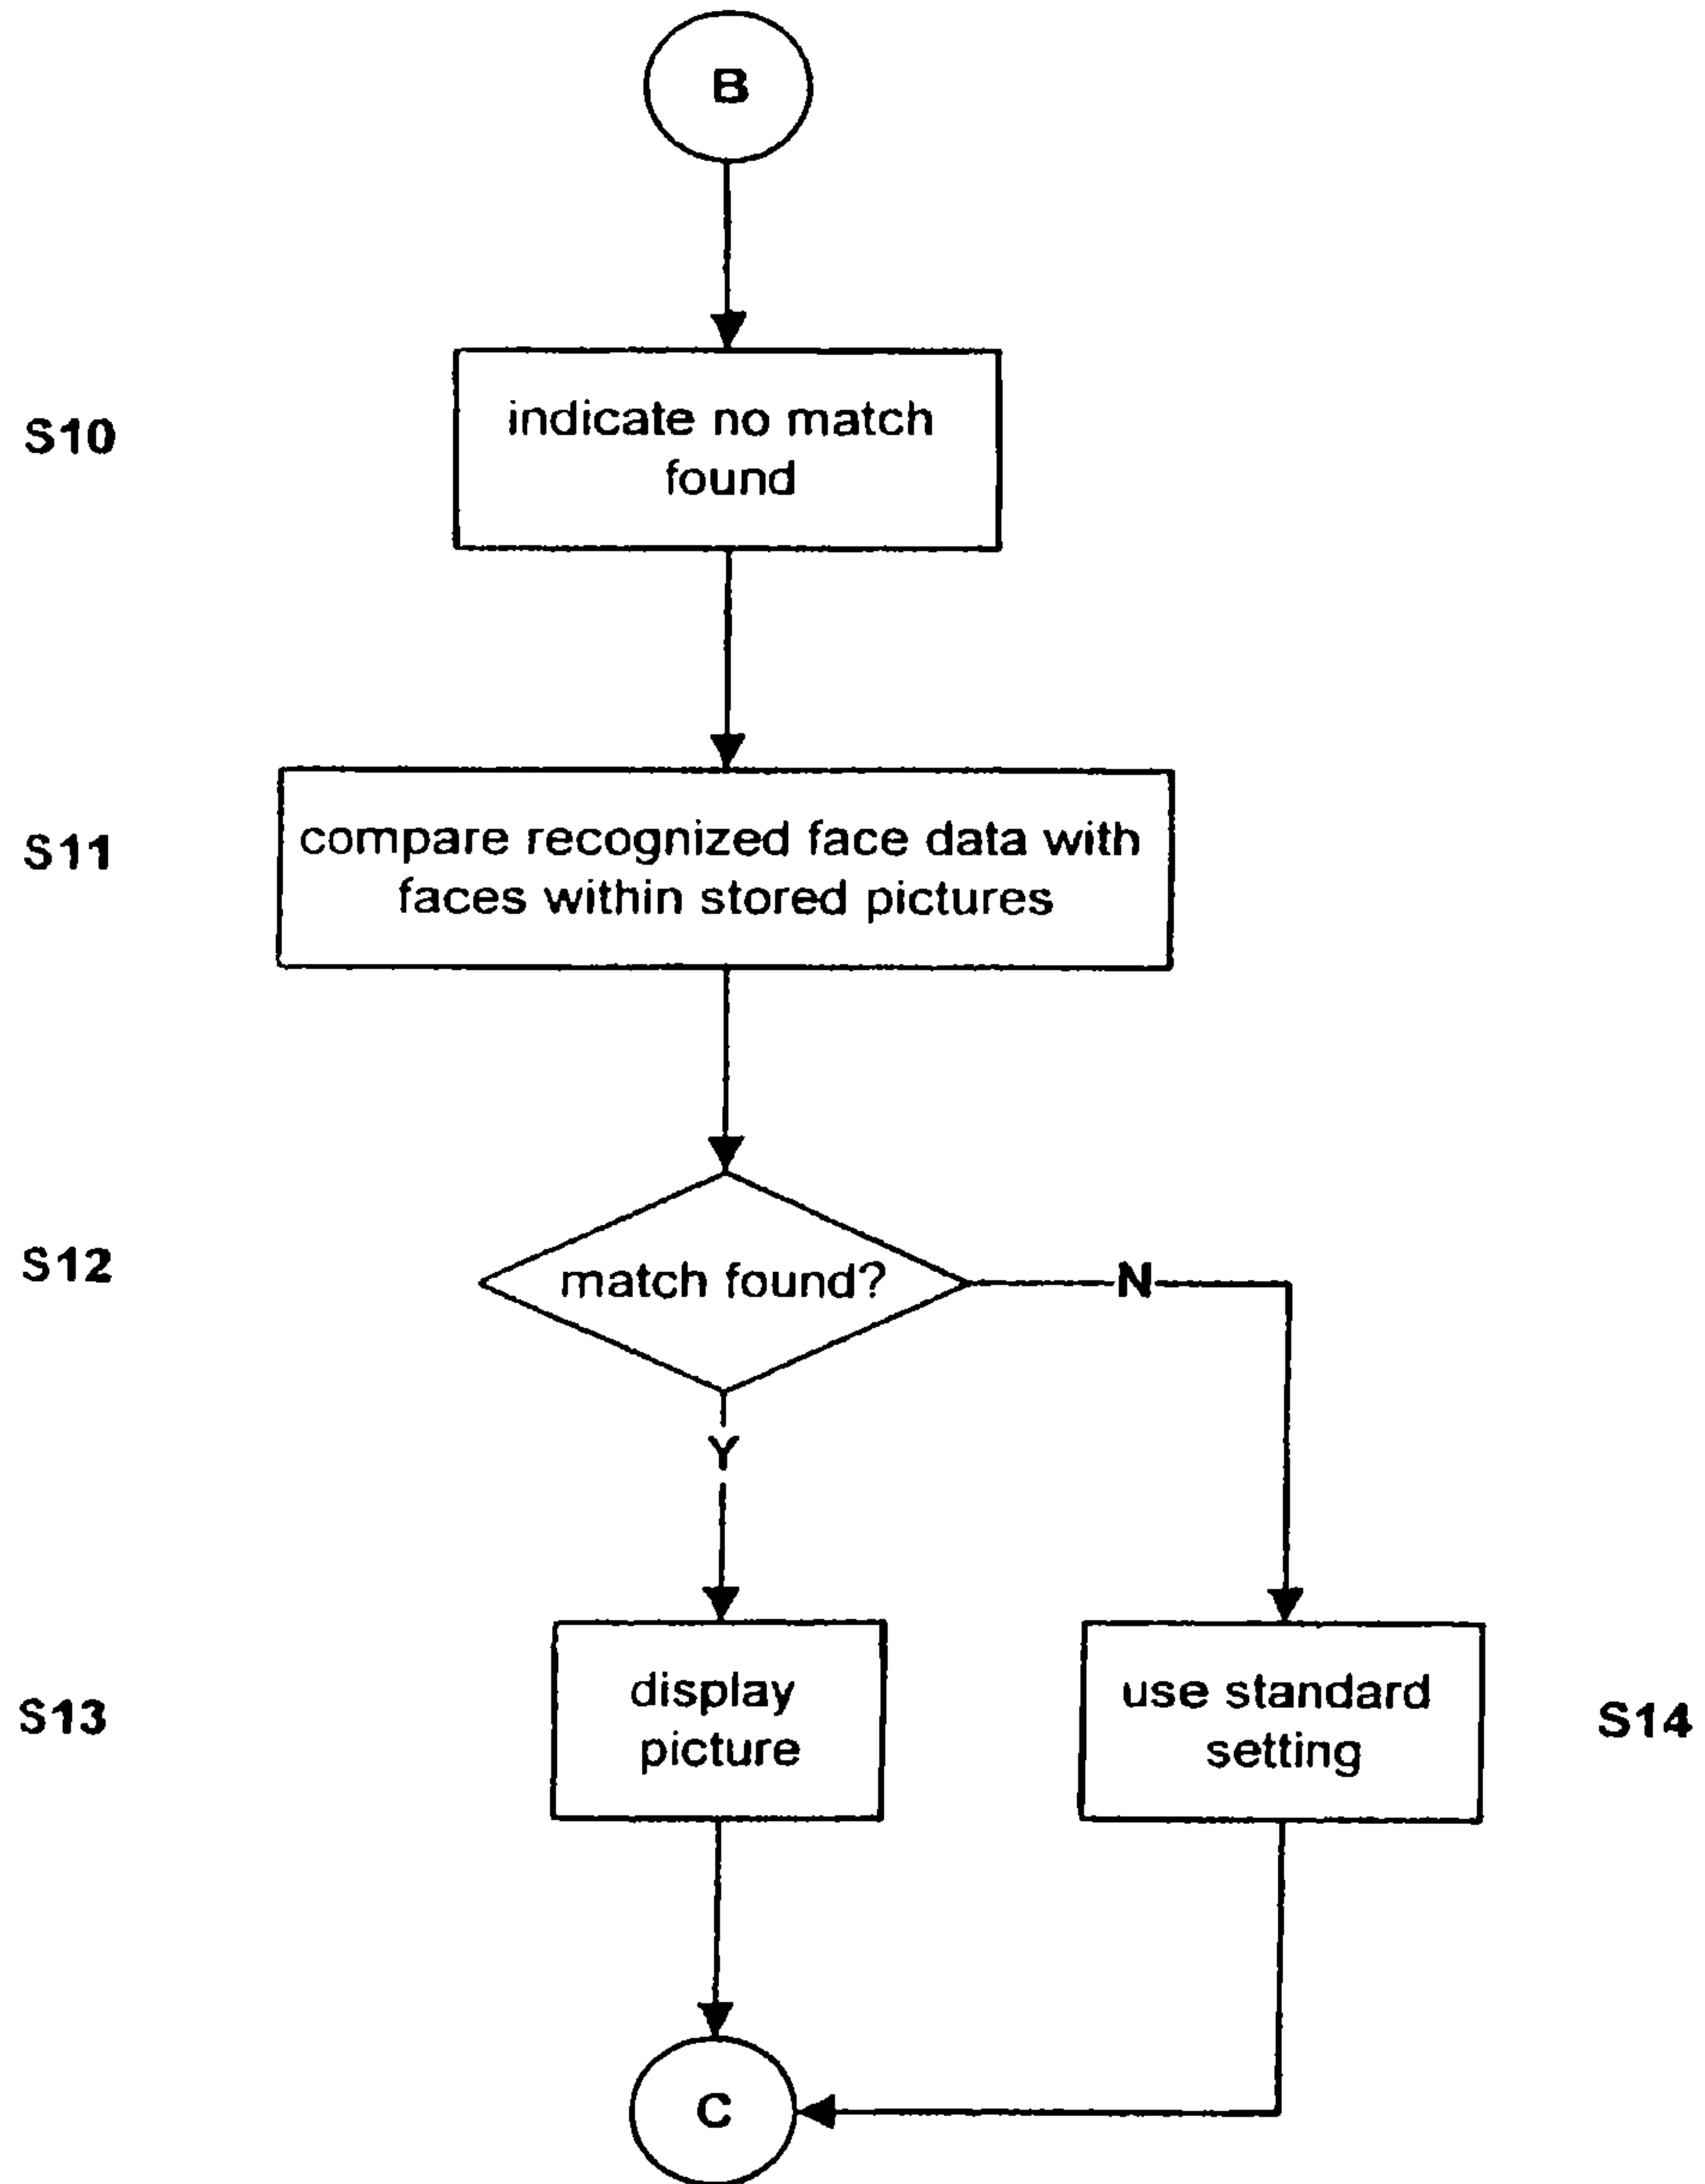 B
S10
indicate no match
found
S11
compare recognized face data with
faces within stored pictures
S12
match found?
N
Y
S13
display
picture
use standard
setting
S14
C